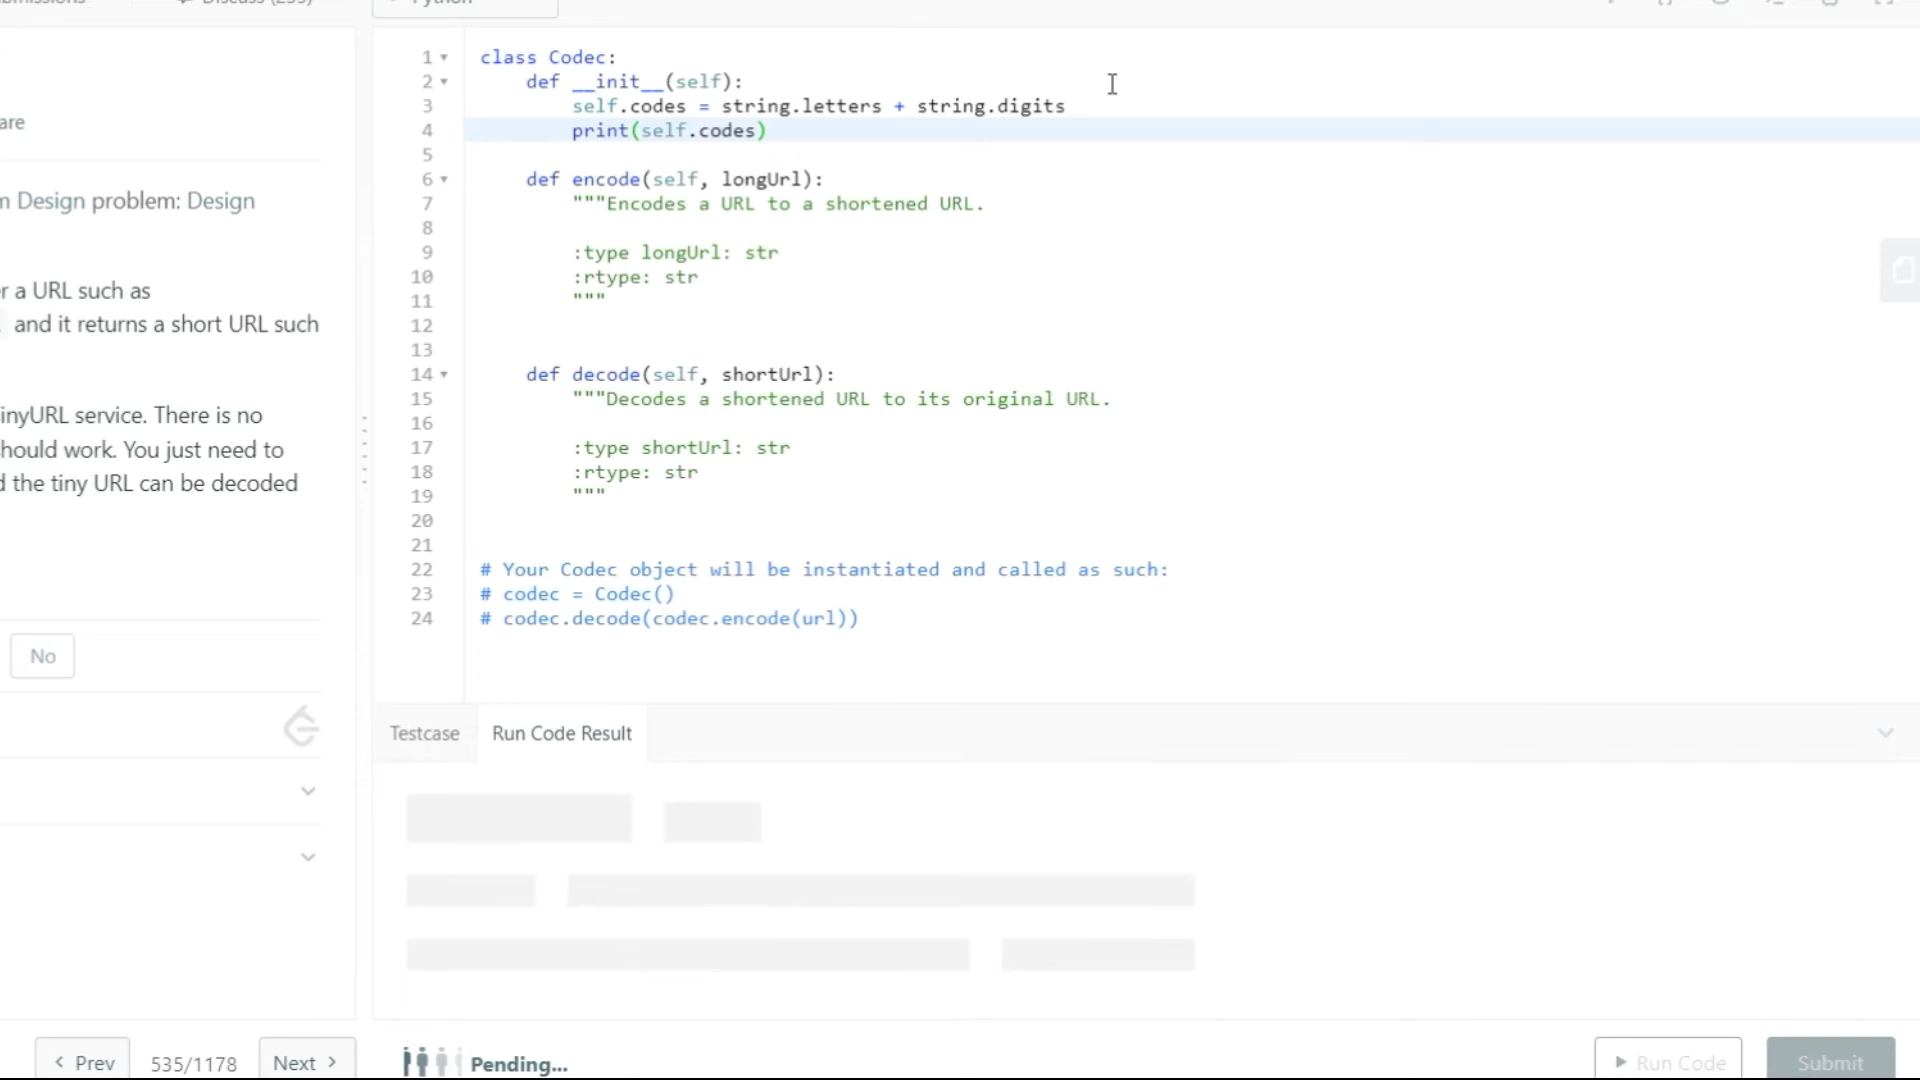 Discuss (255)
Python
are
Design problem: Design
r a URL such as
and it returns a short URL such
inyURL service. There is no
hould work. You just need to
d the tiny URL can be decoded
No
Prev
535/1178
Next
1 class Codec:
2 def __init__(self):
3 self.codes = string.letters + string.digits
4 print(self.codes)
5
6 def encode(self, longUrl):
7 """Encodes a URL to a shortened URL.
8
9 :type longUrl: str
10 :rtype: str
11 """
12
13
14 def decode(self, shortUrl):
15 """Decodes a shortened URL to its original URL.
16
17 :type shortUrl: str
18 :rtype: str
19 """
20
21
22 # Your Codec object will be instantiated and called as such:
23 # codec = Codec()
24 # codec.decode(codec.encode(url))
Testcase
Run Code Result
Pending...
Run Code
Submit